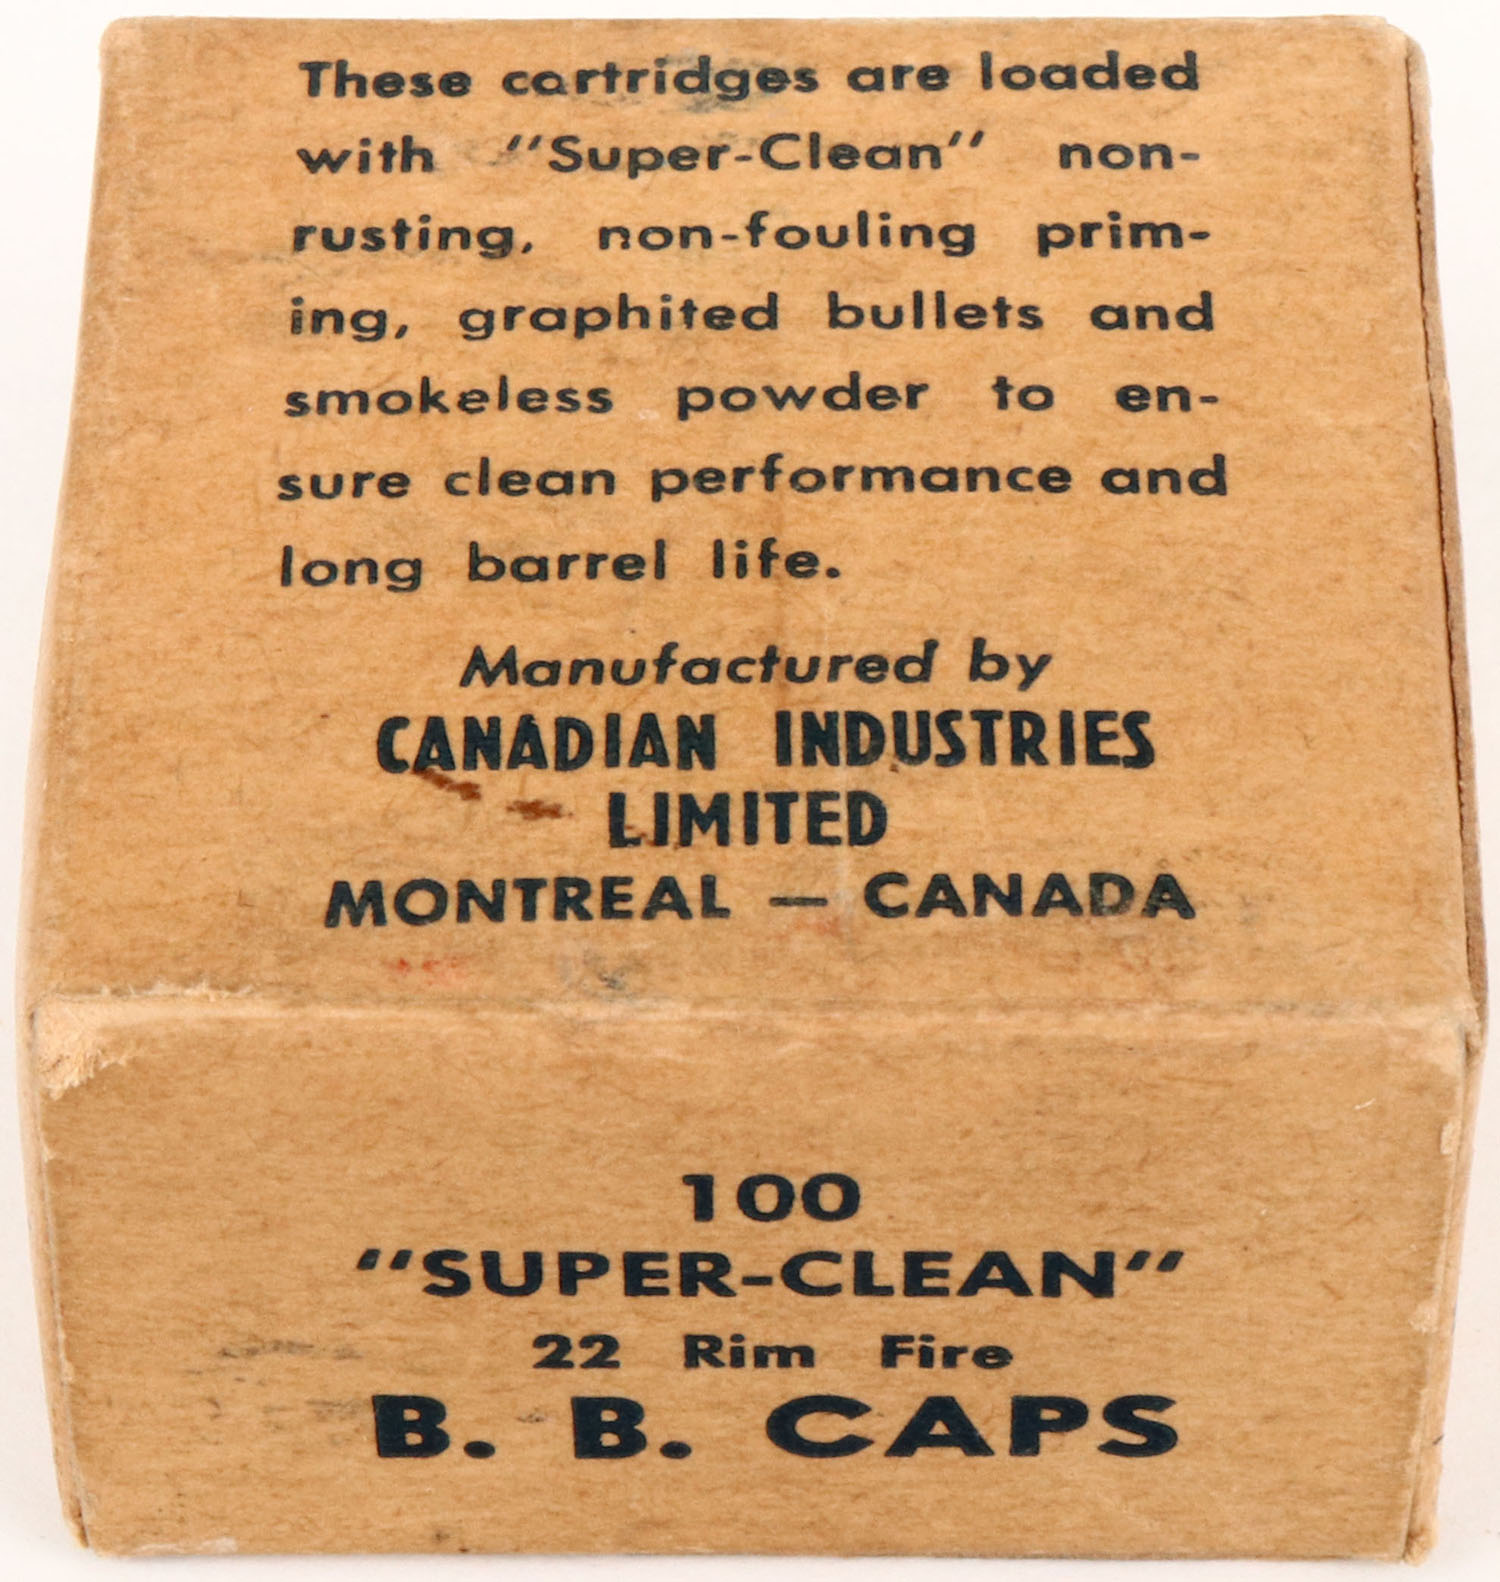 These cartridges are loaded
with "Super-Clean" non-
rusting, non-fouling prim-
ing, graphited bullets and
smokeless powder to en-
sure clean performance and
long barrel life.
Manufactured by
CANADIAN INDUSTRIES
LIMITED
MONTREAL — CANADA
100
"SUPER-CLEAN"
22 Rim Fire
B. B. CAPS